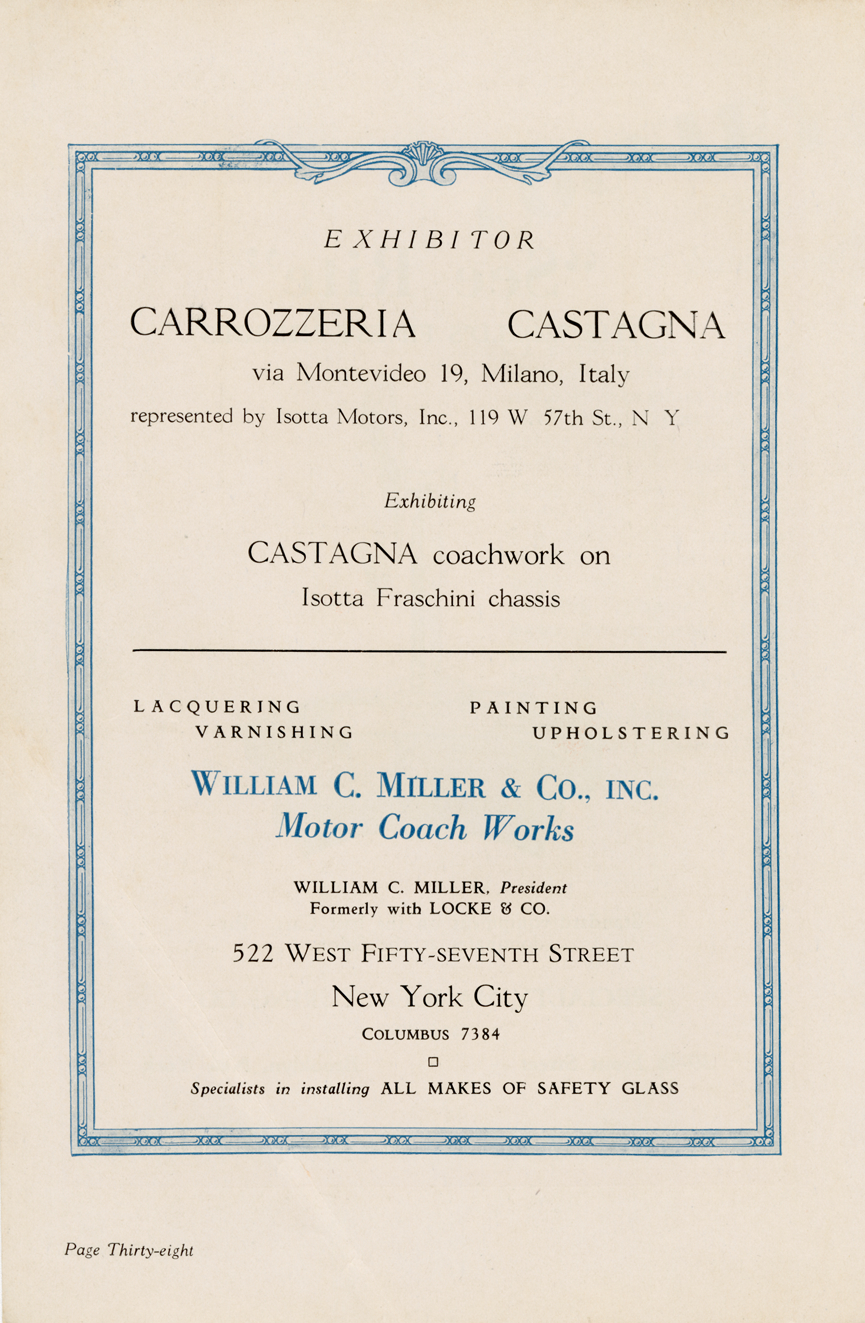 EXHIBITOR
CARROZZERIA CASTAGNA
via Montevideo 19, Milano, Italy
represented by Isotta Motors, Inc., 119 W 57th St., N Y
Exhibiting
CASTAGNA coachwork on
Isotta Fraschini chassis
LACQUERING PAINTING
VARNISHING UPHOLSTERING
WILLIAM C. MILLER & CO., INC.
Motor Coach Works
WILLIAM C. MILLER, President
Formerly with LOCKE & CO.
522 WEST FIFTY-SEVENTH STREET
New York City
COLUMBUS 7384
Specialists in installing ALL MAKES OF SAFETY GLASS
Page Thirty-eight